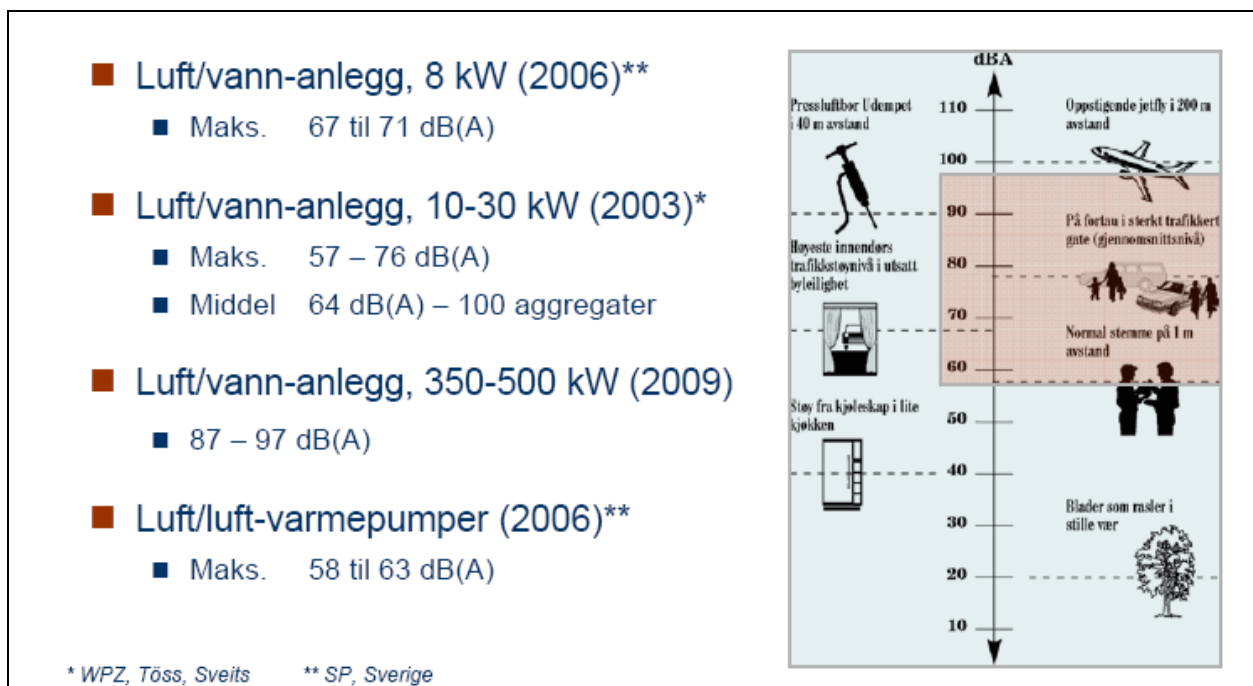 Luft/vann-anlegg, 8 kW (2006)**
Maks. 67 til 71 dB(A)
Luft/vann-anlegg, 10-30 kW (2003)*
Maks. 57 – 76 dB(A)
Middel 64 dB(A) – 100 aggregater
Luft/vann-anlegg, 350-500 kW (2009)
87 – 97 dB(A)
Luft/luft-varmepumper (2006)**
Maks. 58 til 63 dB(A)
* WPZ, Töss, Sveits ** SP, Sverige
dBA
Pressluftbor Udempet
i 40 m avstand
Høyeste innendørs
trafikkstøynivå i utsatt
byleilighet
Støy fra kjøleskap i lite
kjøkken
110
100
90
80
70
60
50
40
30
20
10
Oppstigende jetfly i 200 m
avstand
På fortau i sterkt trafikkert
gate (gjennomsnittsnivå)
Normal stemme på 1 m
avstand
Blader som rasler i
stille vær